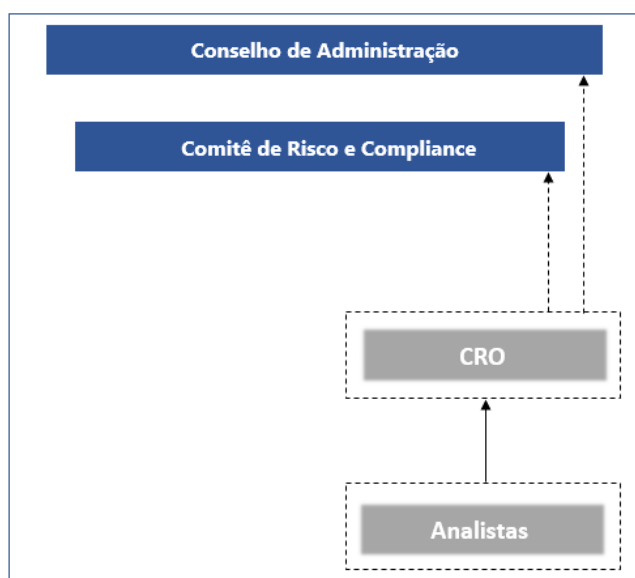 Conselho de Administração
Comitê de Risco e Compliance
CRO
Analistas